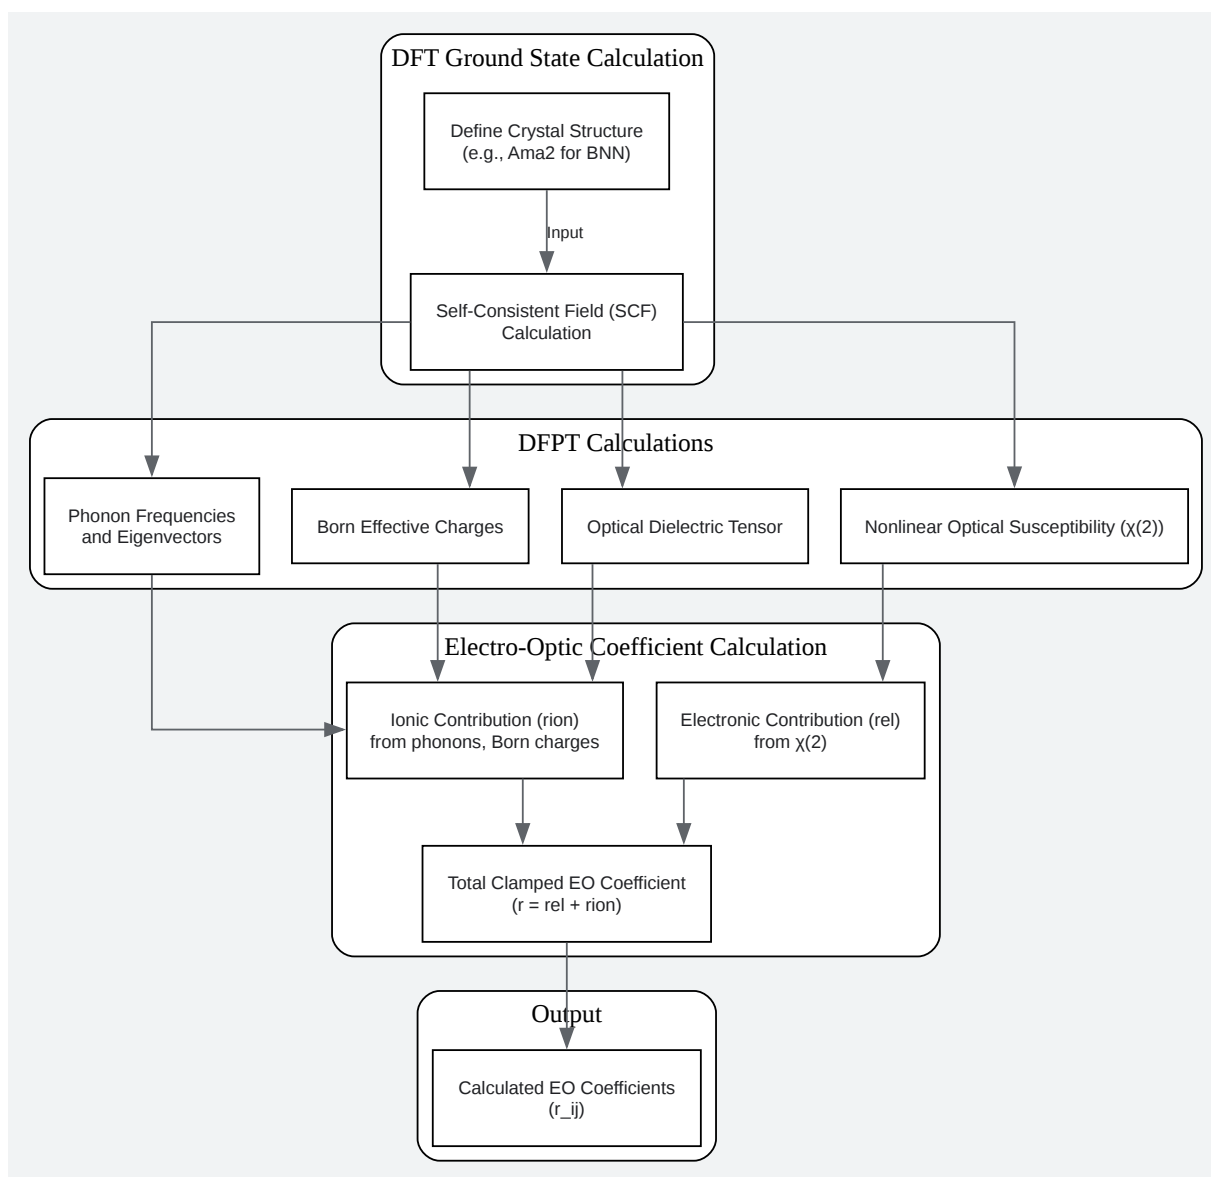 DFT Ground State Calculation
Define Crystal Structure
(e.g., Ama2 for BNN)
Input
Self-Consistent Field (SCF)
Calculation
DFPT Calculations
Phonon Frequencies
and Eigenvectors
Born Effective Charges
Optical Dielectric Tensor
Nonlinear Optical Susceptibility (χ(2))
Electro-Optic Coefficient Calculation
Ionic Contribution (rion)
from phonons, Born charges
Electronic Contribution (rel)
from χ(2)
Total Clamped EO Coefficient
(r = rel + rion)
Output
Calculated EO Coefficients
(r_ij)